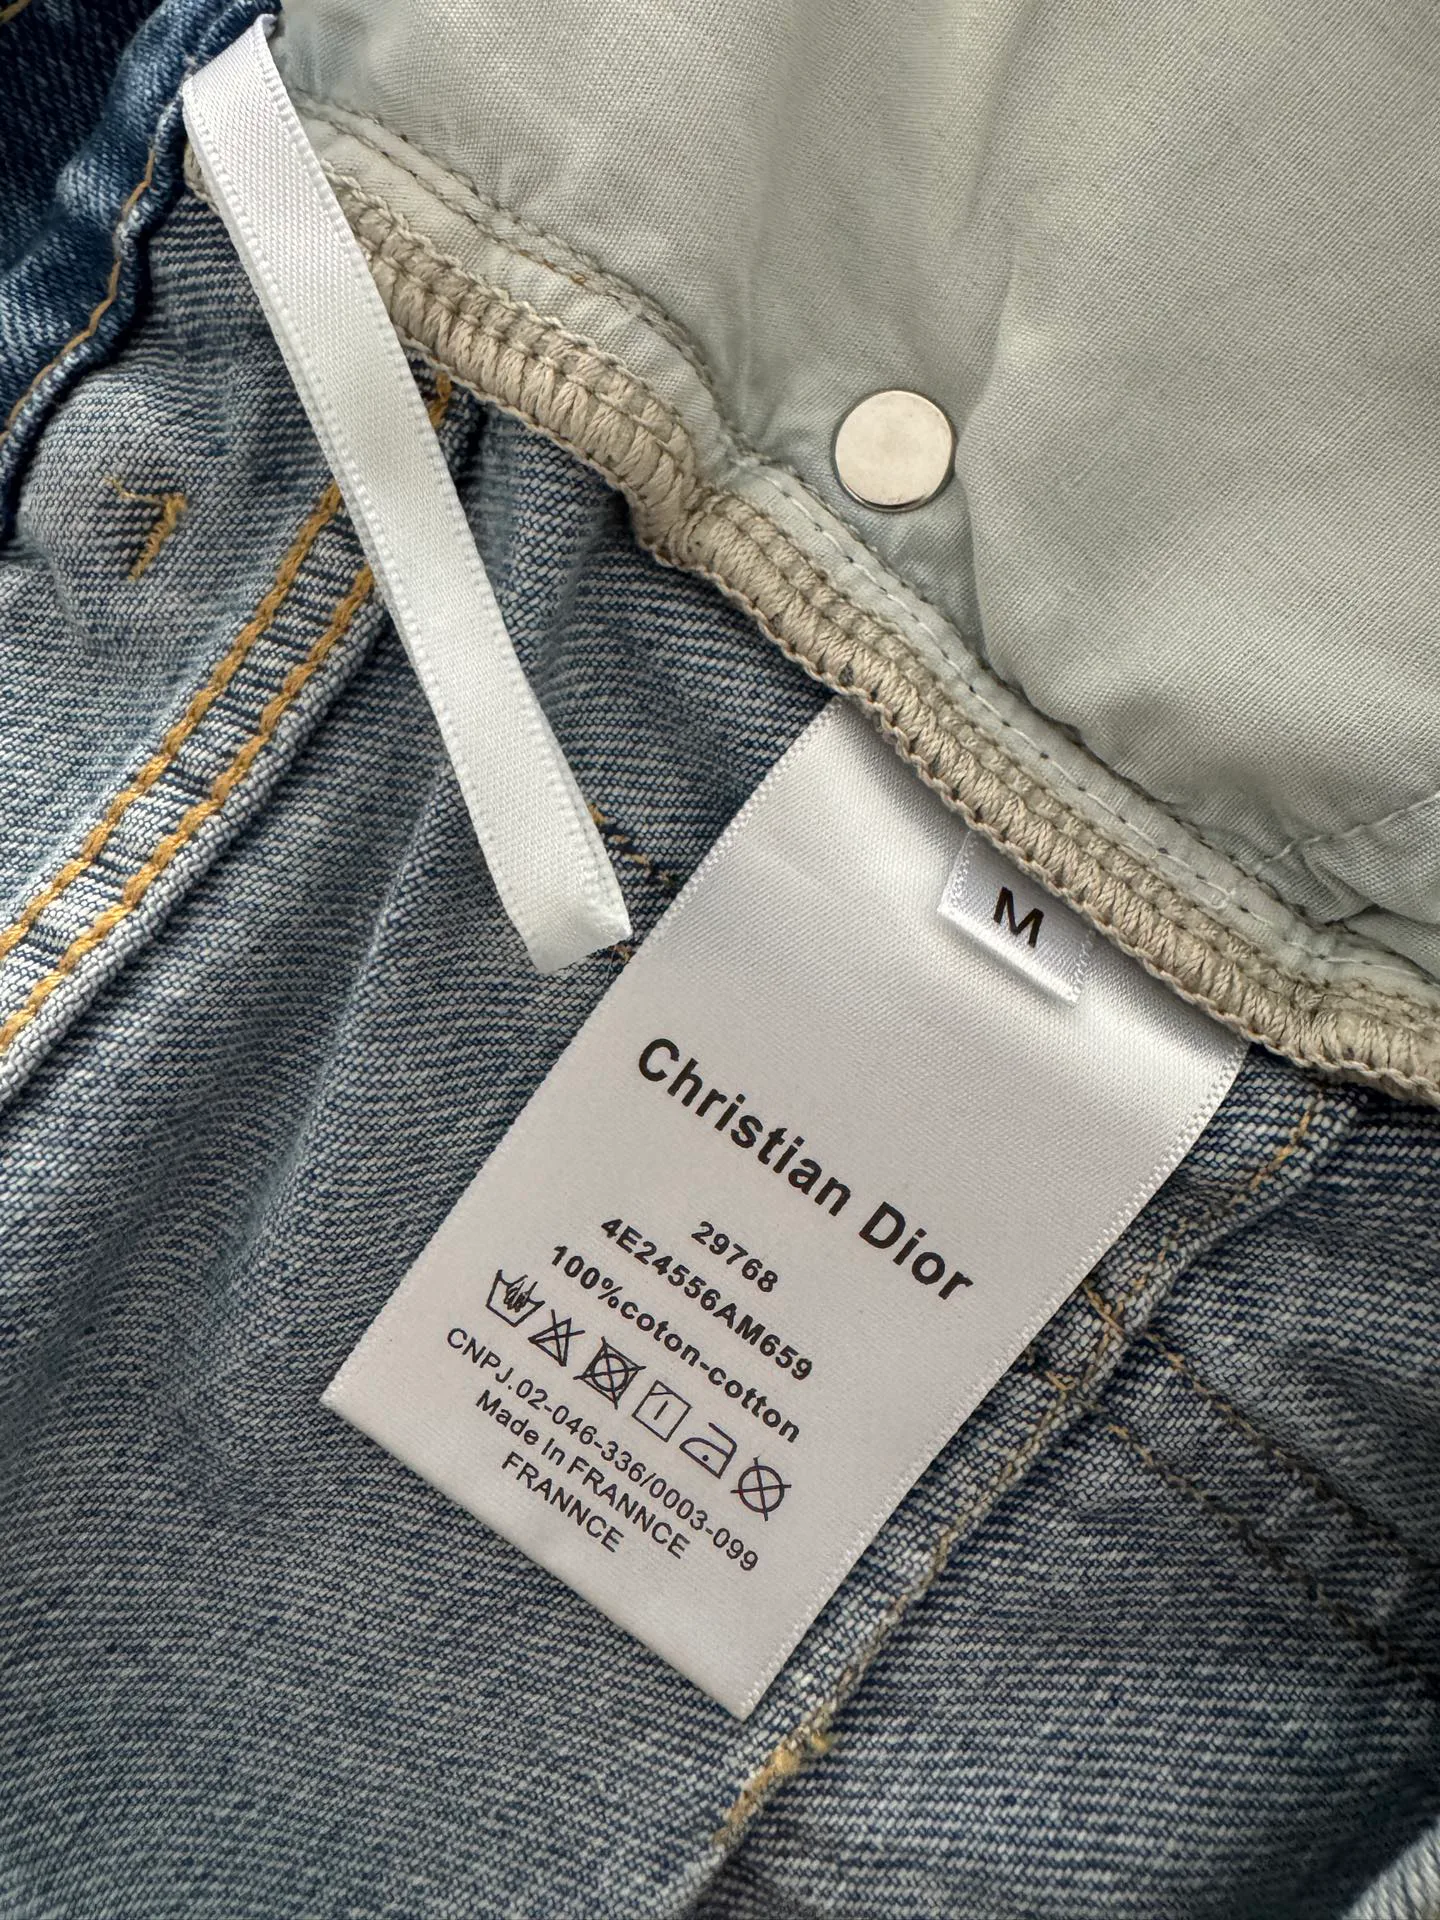 M
Christian Dior
29768
4E24556AM659
100%coton-cotton
CNPJ.02-046-336/0003-099
Made In FRANNCE
FRANNCE